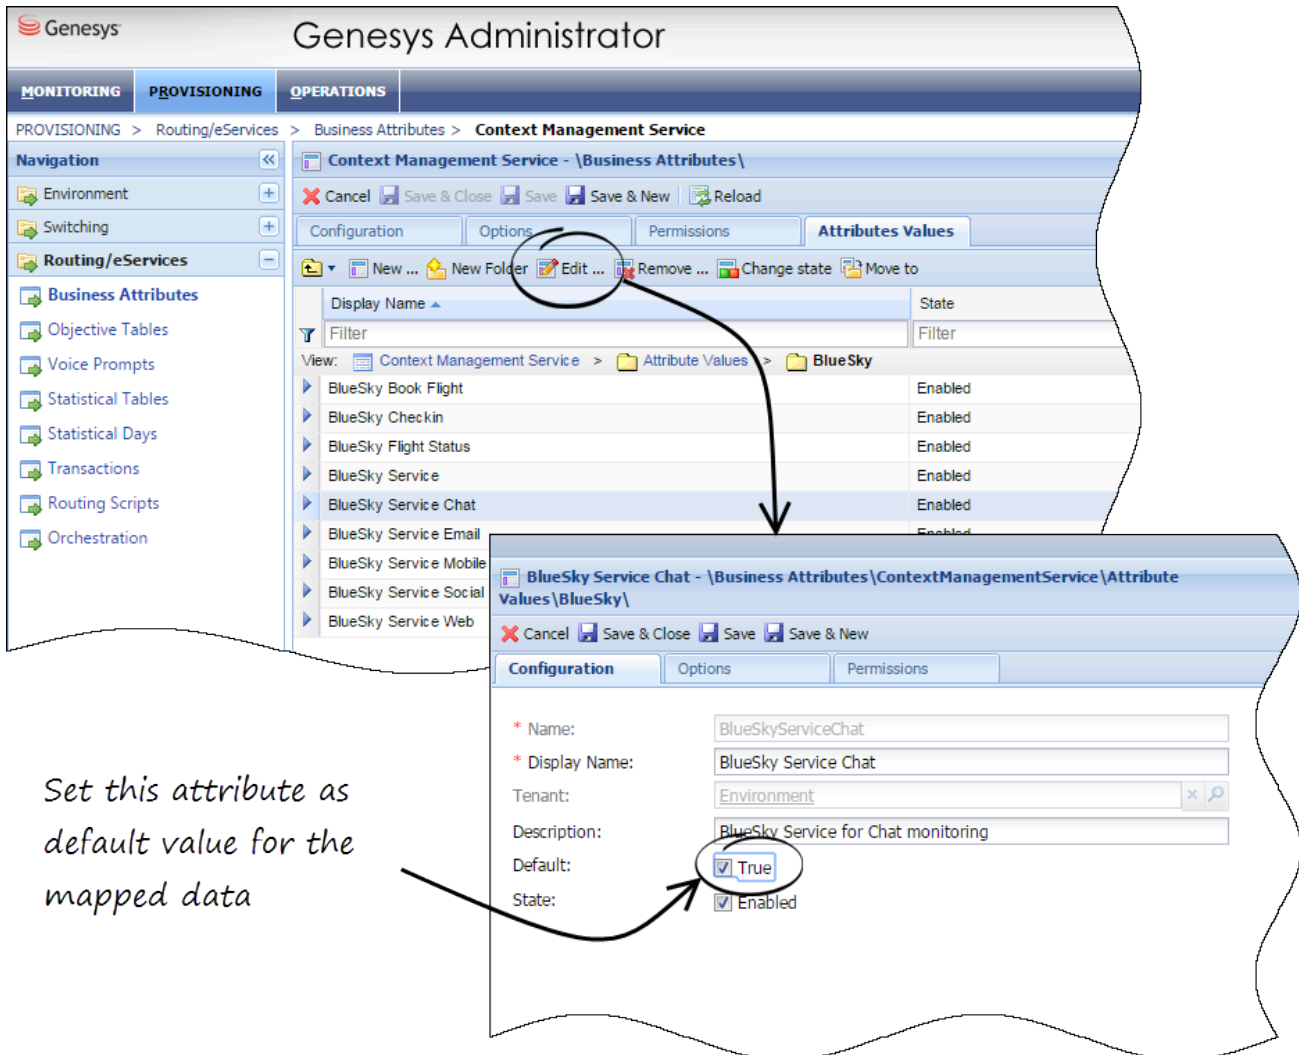 Genesys
Genesys Administrator
MONITORING PROVISIONING OPERATIONS
PROVISIONING > Routing/eServices > Business Attributes > Context Management Service
Navigation
Environment
Switching
Routing/eServices
Business Attributes
Objective Tables
Voice Prompts
Statistical Tables
Statistical Days
Transactions
Routing Scripts
Orchestration
Context Management Service - \Business Attributes\
Cancel Save & Close Save Save & New Reload
Configuration Options Permissions Attributes Values
New ... New Folder Edit ... Remove ... Change state Move to
Display Name State
Filter Filter
View: Context Management Service > Attribute Values > BlueSky
BlueSky Book Flight Enabled
BlueSky Checkin Enabled
BlueSky Flight Status Enabled
BlueSky Service Enabled
BlueSky Service Chat Enabled
BlueSky Service Email Enabled
BlueSky Service Mobile
BlueSky Service Social
BlueSky Service Web
BlueSky Service Chat - \Business Attributes\ContextManagementService\Attribute
Values\BlueSky\
Cancel Save & Close Save Save & New
Configuration Options Permissions
* Name: BlueSkyServiceChat
* Display Name: BlueSky Service Chat
Tenant: Environment
Description: BlueSky Service for Chat monitoring
Default: True
State: Enabled
Set this attribute as
default value for the
mapped data